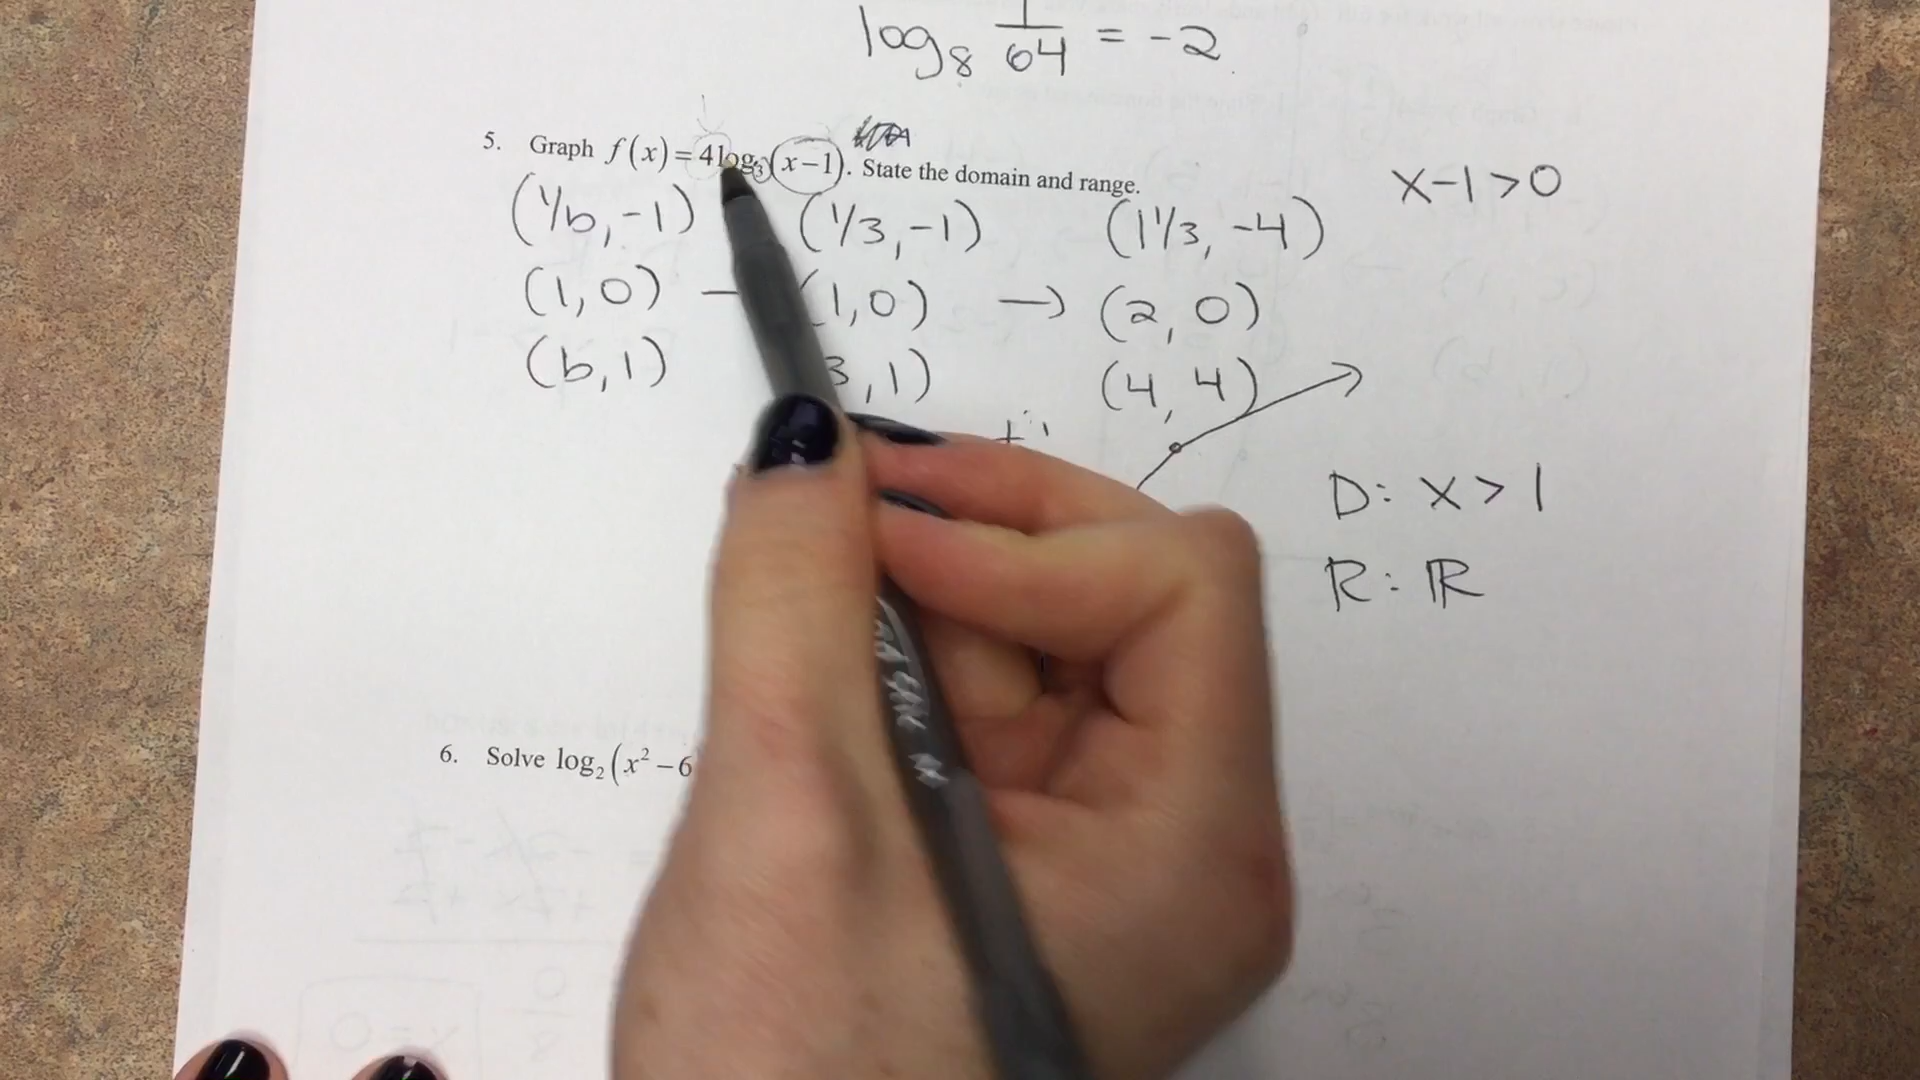 log₈ 1/64 = -2
5. Graph f(x) = 4log₃(x-1). State the domain and range.
x-1>0
(1/b, -1) (1/3, -1) (1 1/3, -4)
(1, 0) - (1, 0) → (2, 0)
(b, 1) 3, 1) (4, 4)
D: x > 1
R: ℝ
6. Solve log₂(x² - 6